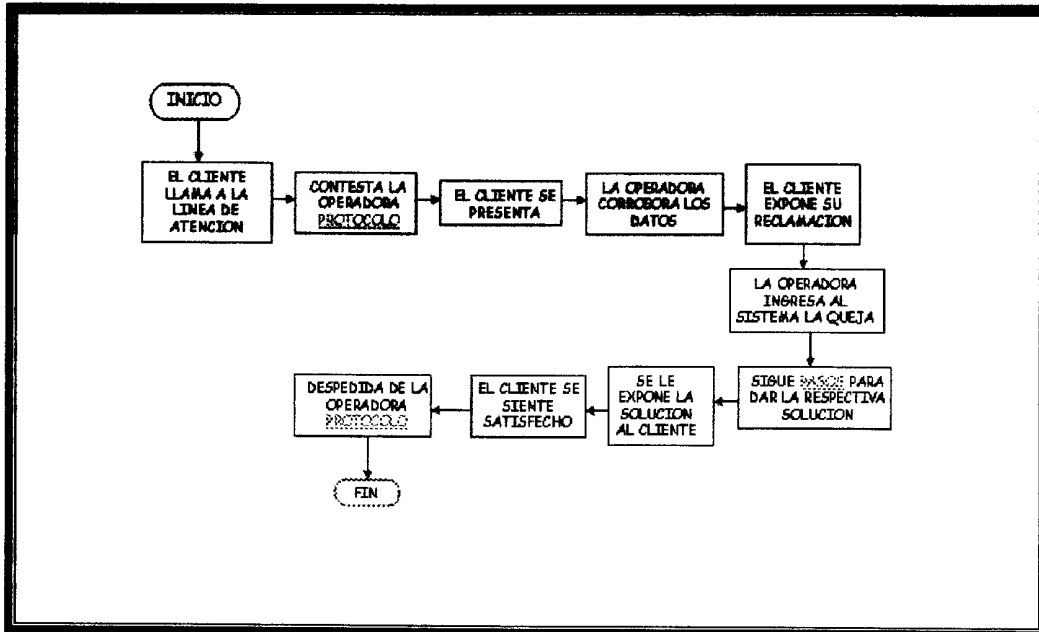 INICIO
EL CLIENTE
LLAMA A LA
LINEA DE
ATENCION
CONTESTA LA
OPERADORA
PROTOCOLO
EL CLIENTE SE
PRESENTA
LA OPERADORA
CORROBORA LOS
DATOS
EL CLIENTE
EXPONE SU
RECLAMACION
LA OPERADORA
INGRESA AL
SISTEMA LA QUEJA
SIGUE PASOS PARA
DAR LA RESPECTIVA
SOLUCION
SE LE
EXPONE LA
SOLUCION
AL CLIENTE
EL CLIENTE SE
SIENTE
SATISFECHO
DESPEDIDA DE LA
OPERADORA
PROTOCOLO
FIN